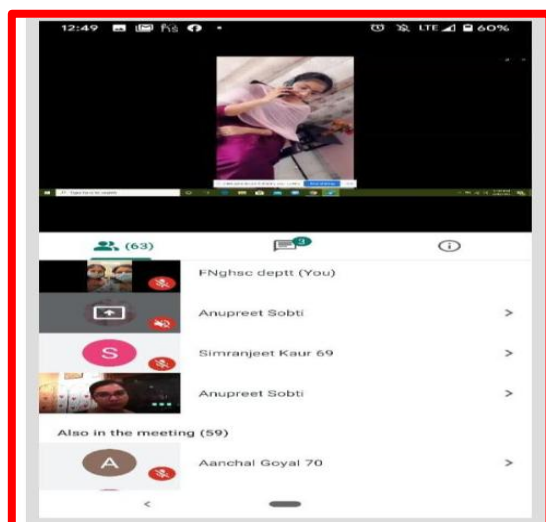 12:49 LTE 60%
(63)
3
FNghsc deptt (You)
Anupreet Sobti
S
Simranjeet Kaur 69
Anupreet Sobti
Also in the meeting (59)
A
Aanchal Goyal 70